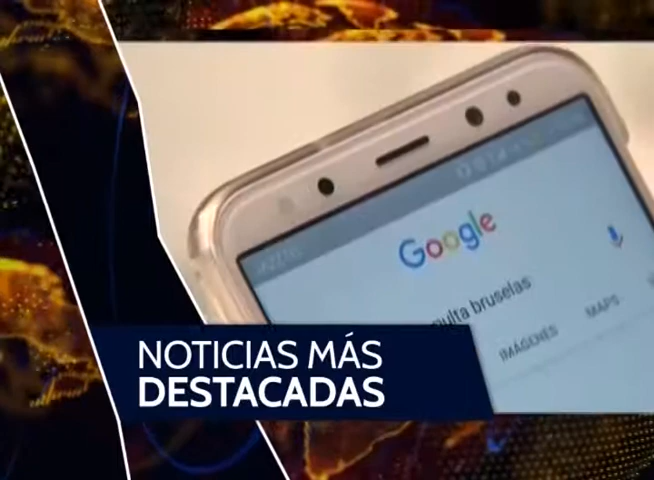 Google
ulta bruselas
IMÁGENES
MAPS
NOTICIAS MÁS
DESTACADAS